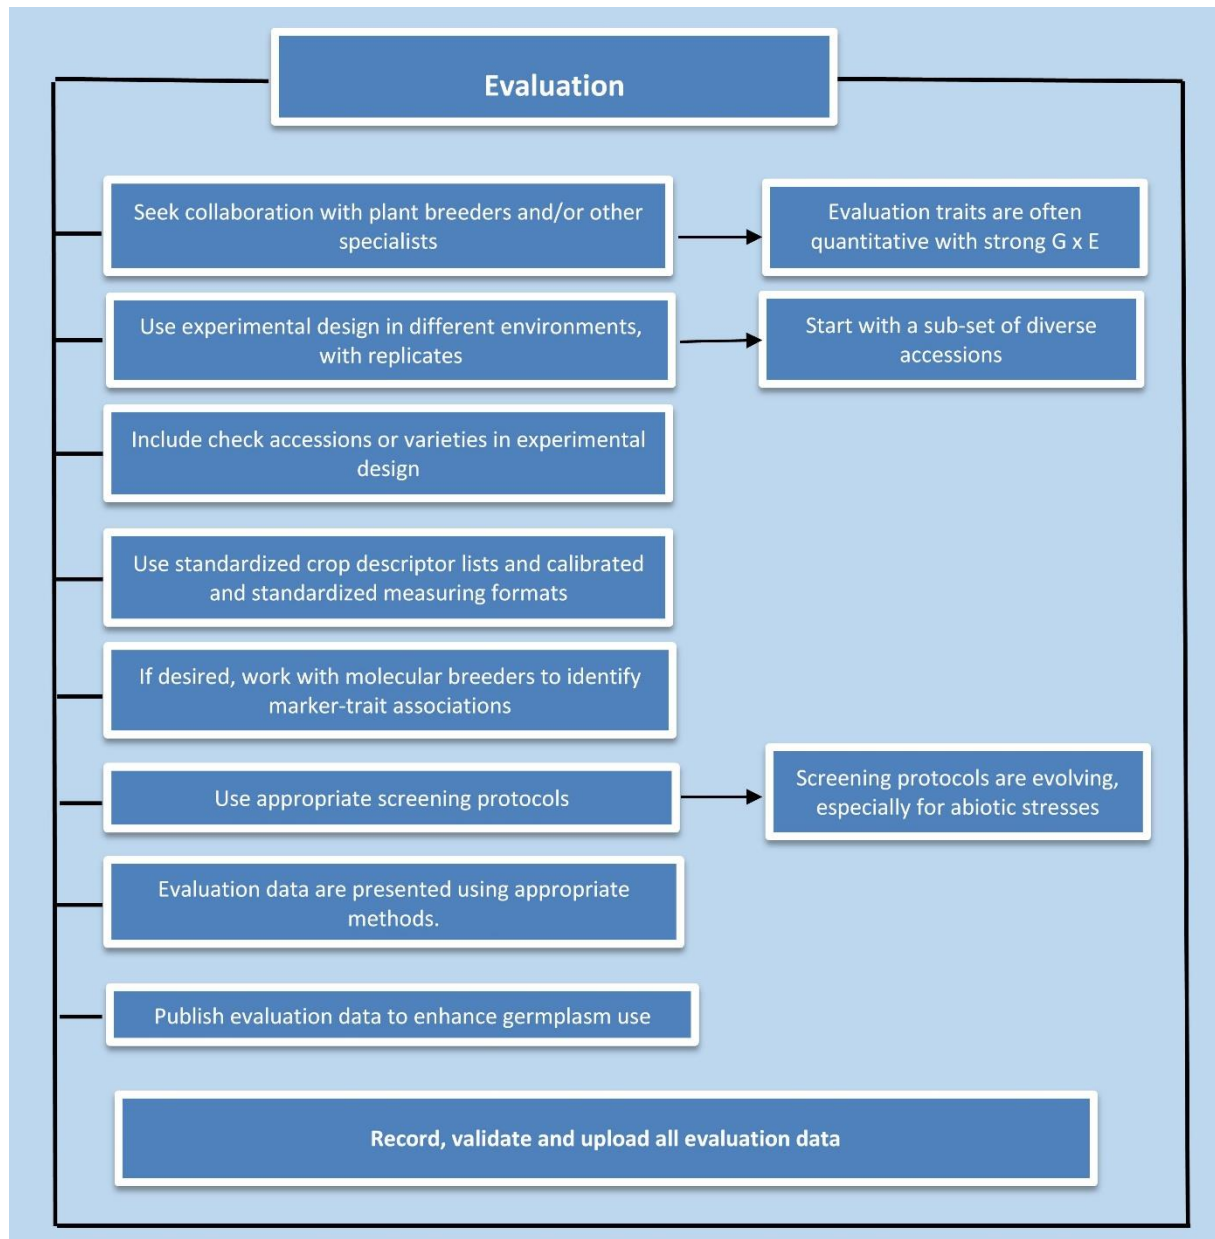 Evaluation
Seek collaboration with plant breeders and/or other
specialists
Evaluation traits are often
quantitative with strong G x E
Use experimental design in different environments,
with replicates
Start with a sub-set of diverse
accessions
Include check accessions or varieties in experimental
design
Use standardized crop descriptor lists and calibrated
and standardized measuring formats
If desired, work with molecular breeders to identify
marker-trait associations
Use appropriate screening protocols
Screening protocols are evolving,
especially for abiotic stresses
Evaluation data are presented using appropriate
methods.
Publish evaluation data to enhance germplasm use
Record, validate and upload all evaluation data